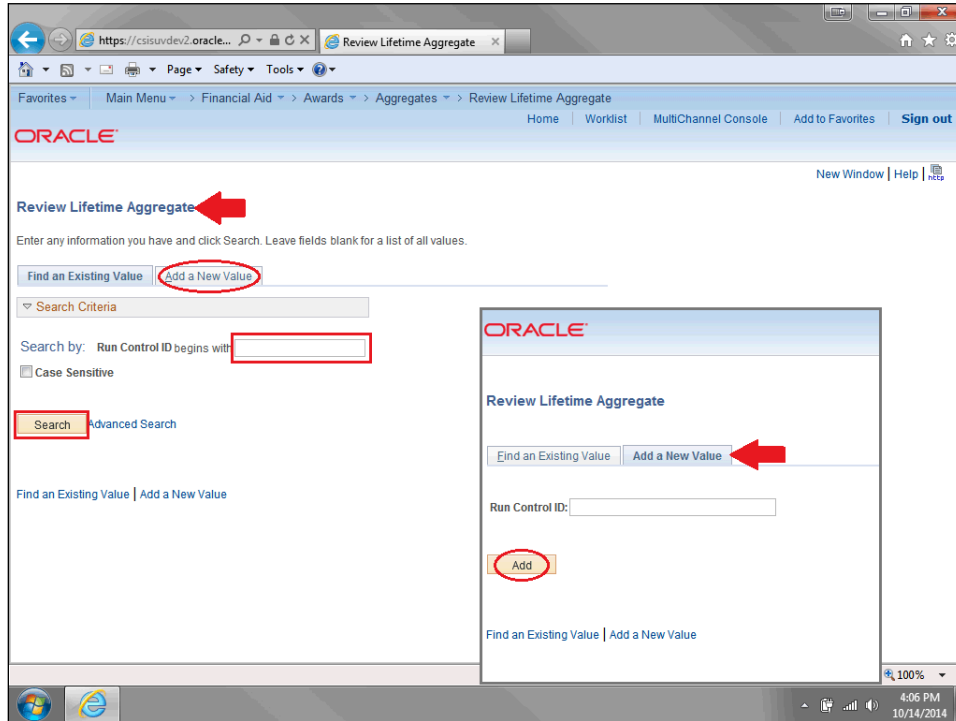 https://csisuvdev2.oracle... Review Lifetime Aggregate
Page Safety Tools
Favorites Main Menu > Financial Aid > Awards > Aggregates > Review Lifetime Aggregate
Home Worklist MultiChannel Console Add to Favorites Sign out
ORACLE
New Window | Help | http
Review Lifetime Aggregate
Enter any information you have and click Search. Leave fields blank for a list of all values.
Find an Existing Value Add a New Value
Search Criteria
Search by: Run Control ID begins with
Case Sensitive
Search Advanced Search
Find an Existing Value | Add a New Value
ORACLE
Review Lifetime Aggregate
Find an Existing Value Add a New Value
Run Control ID:
Add
Find an Existing Value | Add a New Value
100%
4:06 PM
10/14/2014